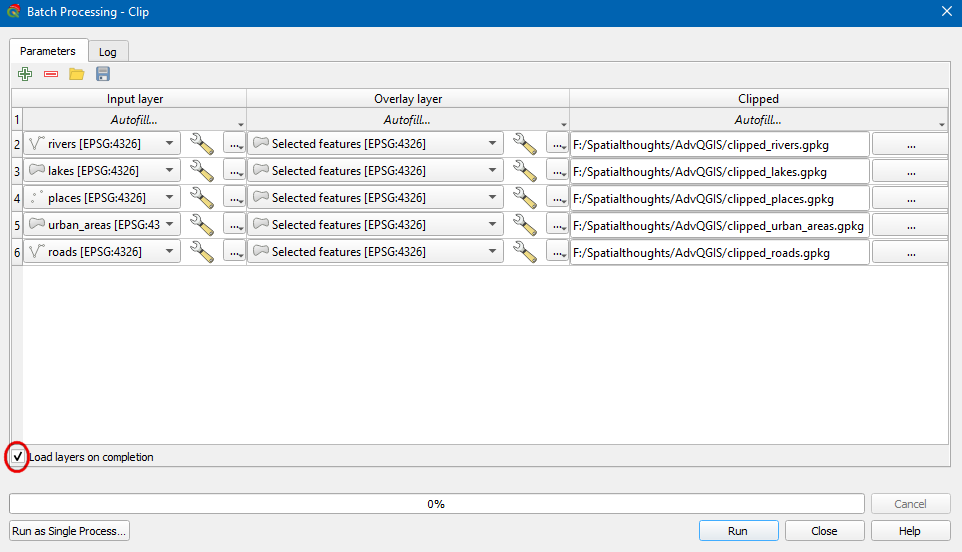 Batch Processing - Clip
Parameters Log
Input layer Overlay layer Clipped
1 Autofill... Autofill... Autofill...
2 rivers [EPSG:4326] ... Selected features [EPSG:4326] ... F:/Spatialthoughts/AdvQGIS/clipped_rivers.gpkg ...
3 lakes [EPSG:4326] ... Selected features [EPSG:4326] ... F:/Spatialthoughts/AdvQGIS/clipped_lakes.gpkg ...
4 places [EPSG:4326] ... Selected features [EPSG:4326] ... F:/Spatialthoughts/AdvQGIS/clipped_places.gpkg ...
5 urban_areas [EPSG:43 ... Selected features [EPSG:4326] ... F:/Spatialthoughts/AdvQGIS/clipped_urban_areas.gpkg ...
6 roads [EPSG:4326] ... Selected features [EPSG:4326] ... F:/Spatialthoughts/AdvQGIS/clipped_roads.gpkg ...
Load layers on completion
0% Cancel
Run as Single Process... Run Close Help